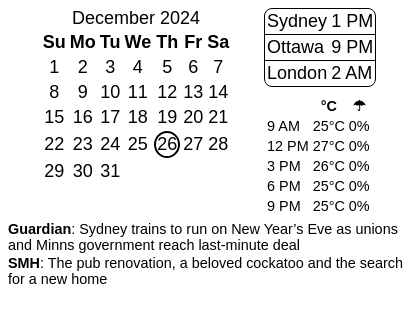 December 2024
Su Mo Tu We Th Fr Sa
1 2 3 4 5 6 7
8 9 10 11 12 13 14
15 16 17 18 19 20 21
22 23 24 25 26 27 28
29 30 31
Sydney 1 PM
Ottawa 9 PM
London 2 AM
°C ☂
9 AM 25°C 0%
12 PM 27°C 0%
3 PM 26°C 0%
6 PM 25°C 0%
9 PM 25°C 0%
Guardian: Sydney trains to run on New Year’s Eve as unions
and Minns government reach last-minute deal
SMH: The pub renovation, a beloved cockatoo and the search
for a new home